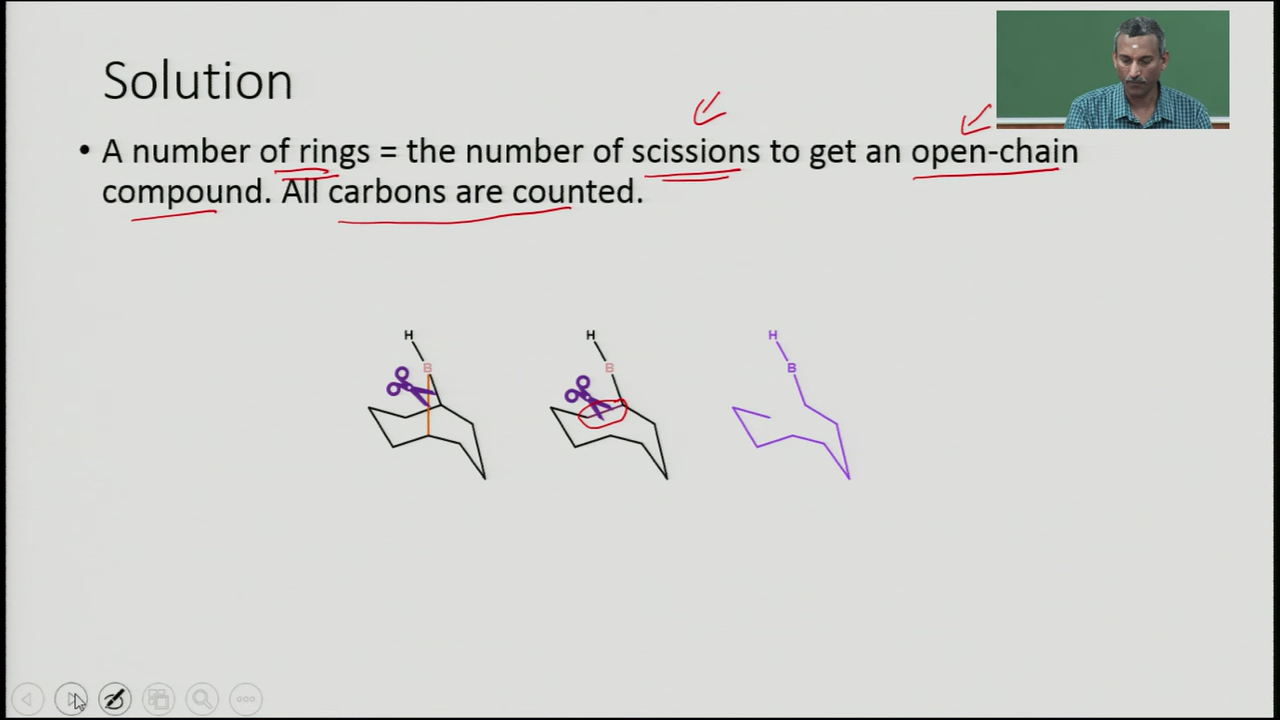 Solution
• A number of rings = the number of scissions to get an open-chain
compound. All carbons are counted.
H H H
B B B